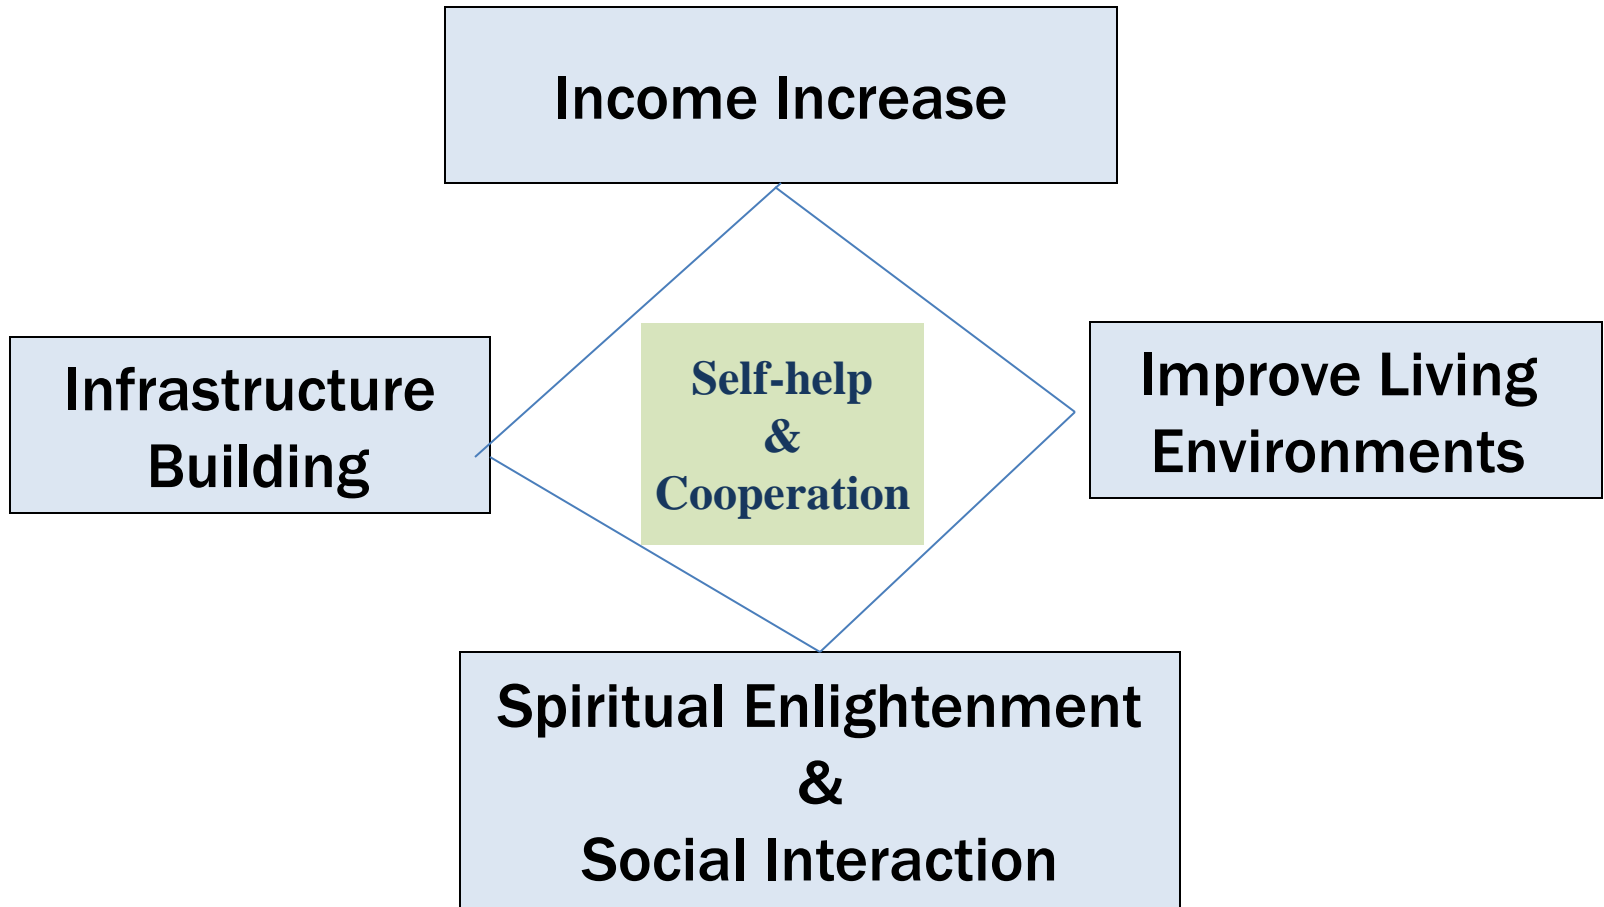 Income Increase
Infrastructure
Building
Self-help
&
Cooperation
Improve Living
Environments
Spiritual Enlightenment
&
Social Interaction